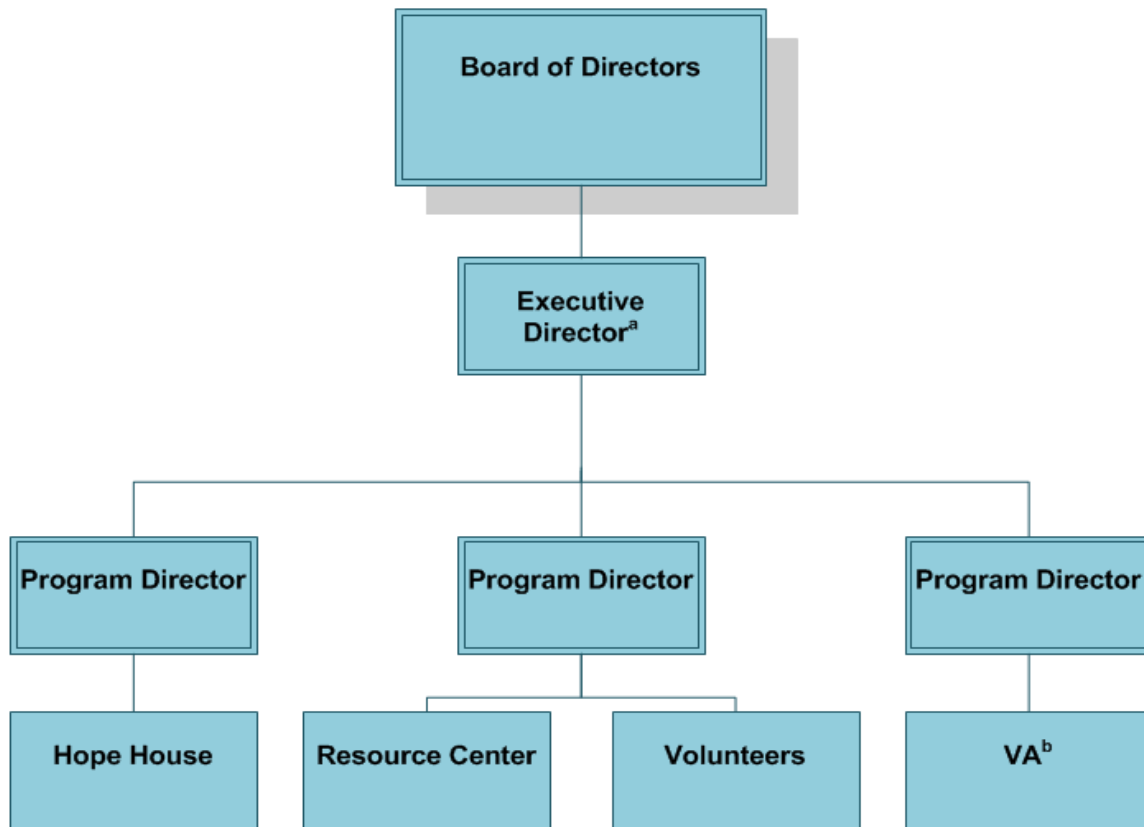 Board of Directors
Executive
Directorᵃ
Program Director
Program Director
Program Director
Hope House
Resource Center
Volunteers
VAᵇ